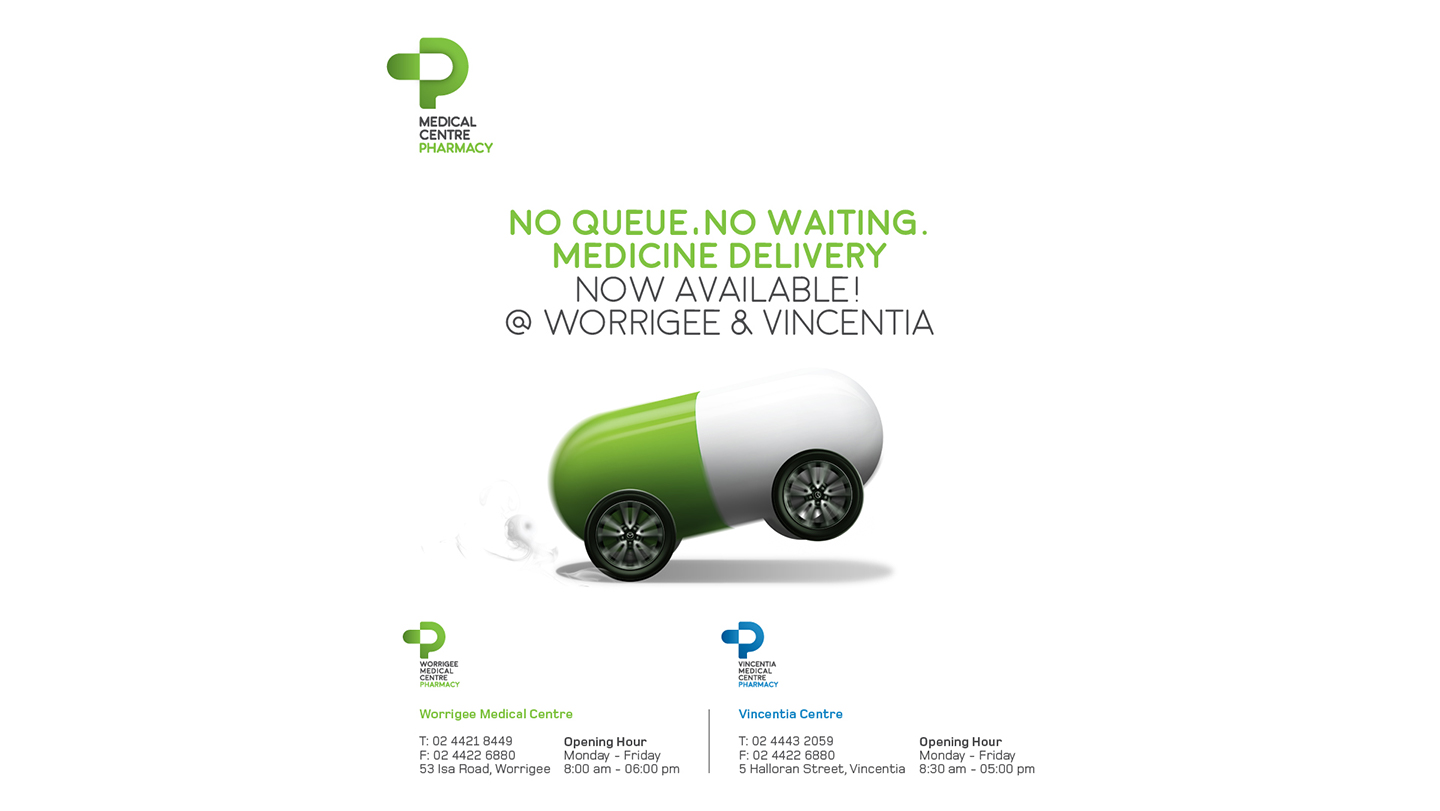 MEDICAL
CENTRE
PHARMACY
NO QUEUE, NO WAITING.
MEDICINE DELIVERY
NOW AVAILABLE!
@ WORRIGEE & VINCENTIA
WORRIGEE
MEDICAL
CENTRE
PHARMACY
Worrigee Medical Centre
T: 02 4421 8449
F: 02 4422 6880
53 Isa Road, Worrigee
Opening Hour
Monday - Friday
8:00 am - 06:00 pm
VINCENTIA
MEDICAL
CENTRE
PHARMACY
Vincentia Centre
T: 02 4443 2059
F: 02 4422 6880
5 Halloran Street, Vincentia
Opening Hour
Monday - Friday
8:30 am - 05:00 pm